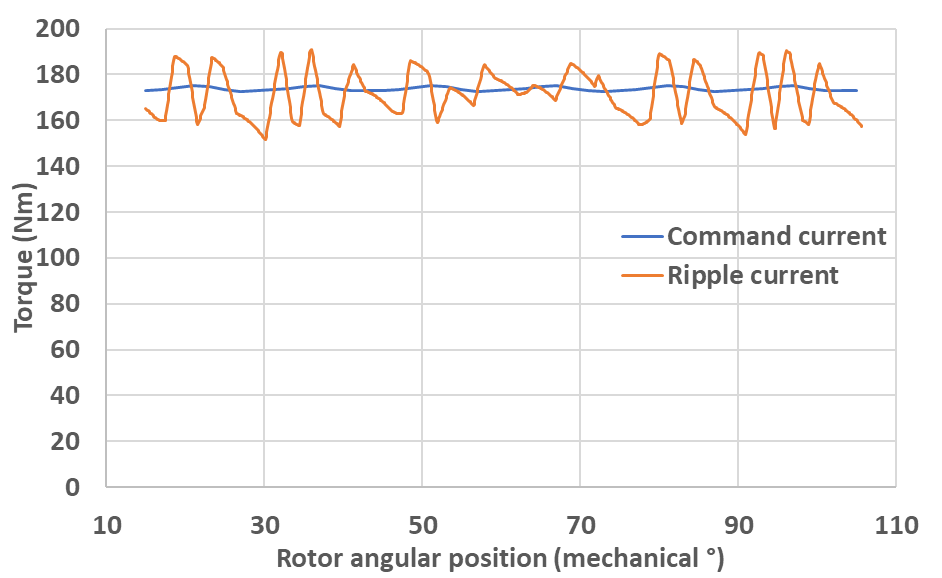 200
180
160
140
120
100
80
60
40
20
0
Torque (Nm)
Command current
Ripple current
10 30 50 70 90 110
Rotor angular position (mechanical °)